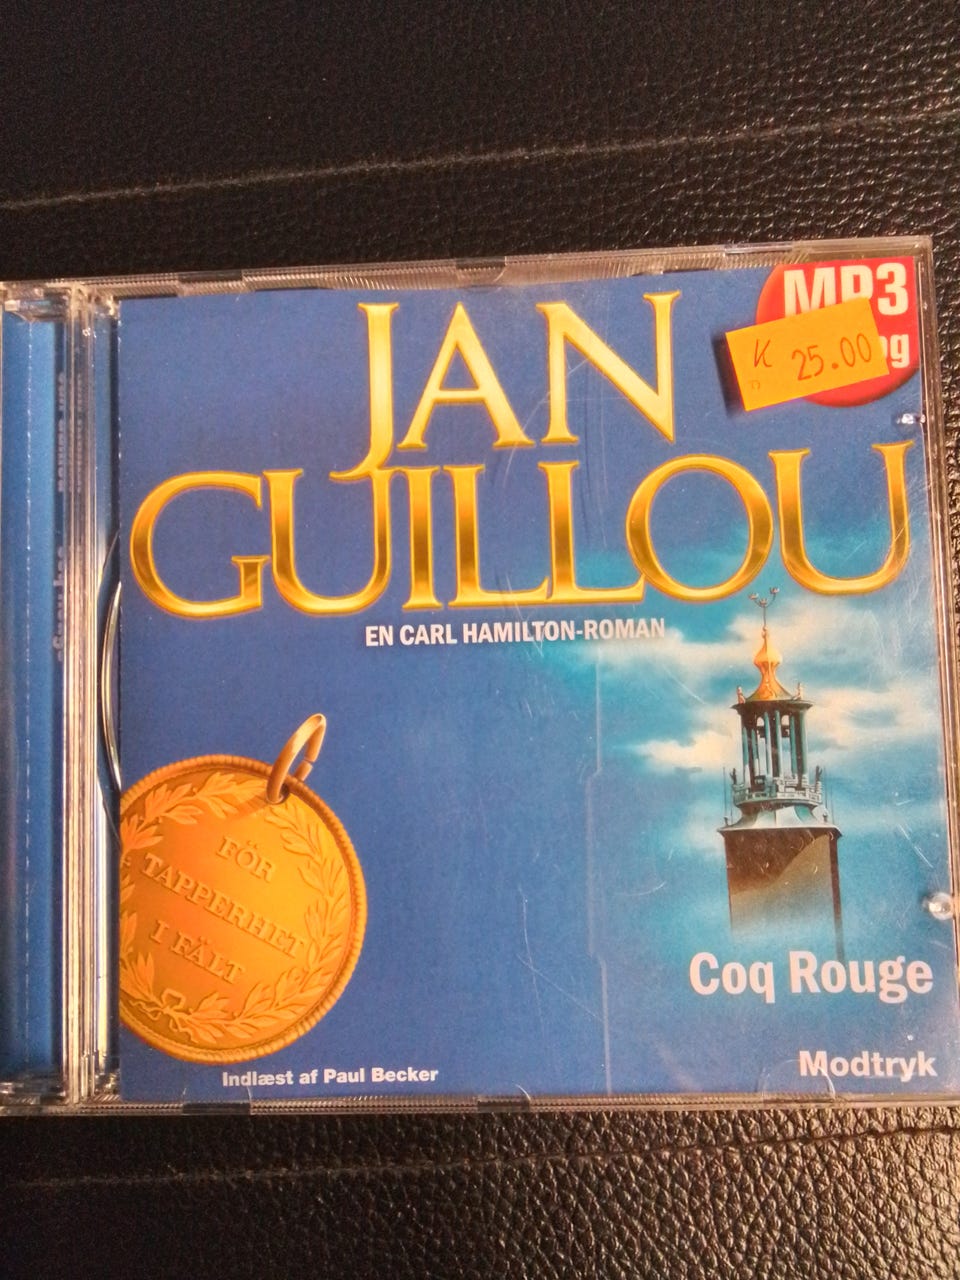 MP3
K 25.00
JAN
GUILLOU
EN CARL HAMILTON-ROMAN
FÖR
TAPPERHET
I FÄLT
Coq Rouge
Indlæst af Paul Becker
Modtryk